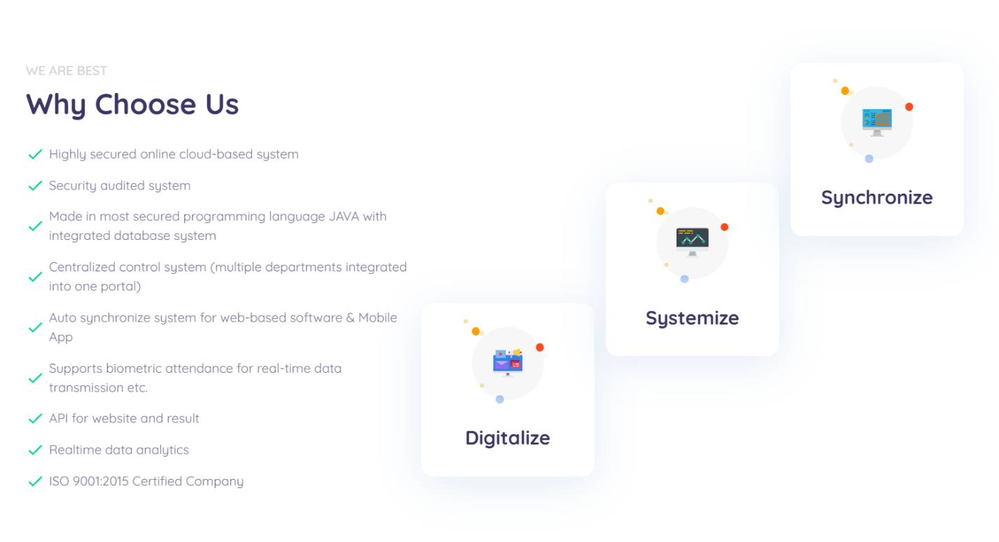 WE ARE BEST
Why Choose Us
Highly secured online cloud-based system
Security audited system
Made in most secured programming language JAVA with
integrated database system
Centralized control system (multiple departments integrated
into one portal)
Auto synchronize system for web-based software & Mobile
App
Supports biometric attendance for real-time data
transmission etc.
API for website and result
Realtime data analytics
ISO 9001:2015 Certified Company
Digitalize
Systemize
Synchronize